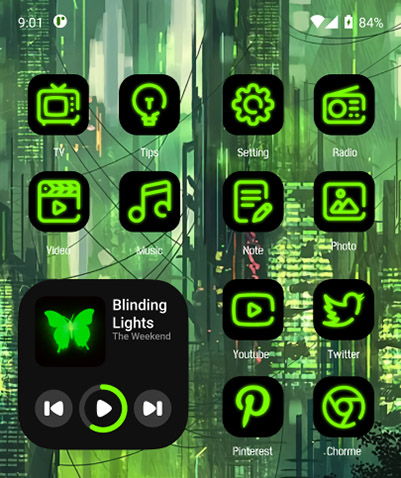 9:01
84%
TV
Tips
Setting
Radio
Video
Music
Note
Photo
Blinding
Lights
The Weekend
Youtube
Twitter
Pinterest
Chorme